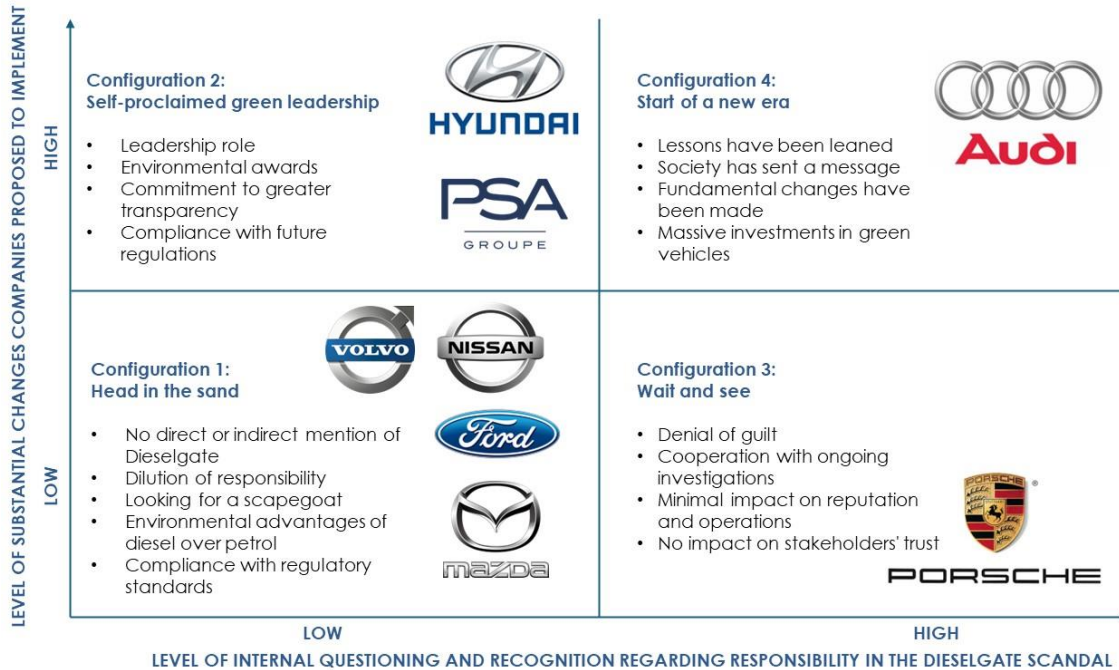 LEVEL OF SUBSTANTIAL CHANGES COMPANIES PROPOSED TO IMPLEMENT
HIGH
LOW
Configuration 2:
Self-proclaimed green leadership
• Leadership role
• Environmental awards
• Commitment to greater
transparency
• Compliance with future
regulations
HYUNDAI
PSA
GROUPE
Configuration 4:
Start of a new era
• Lessons have been leaned
• Society has sent a message
• Fundamental changes have
been made
• Massive investments in green
vehicles
Audi
Configuration 1:
Head in the sand
• No direct or indirect mention of
Dieselgate
• Dilution of responsibility
• Looking for a scapegoat
• Environmental advantages of
diesel over petrol
• Compliance with regulatory
standards
VOLVO
NISSAN
Ford
mazda
Configuration 3:
Wait and see
• Denial of guilt
• Cooperation with ongoing
investigations
• Minimal impact on reputation
and operations
• No impact on stakeholders' trust
PORSCHE
®
PORSCHE
LOW
HIGH
LEVEL OF INTERNAL QUESTIONING AND RECOGNITION REGARDING RESPONSIBILITY IN THE DIESELGATE SCANDAL